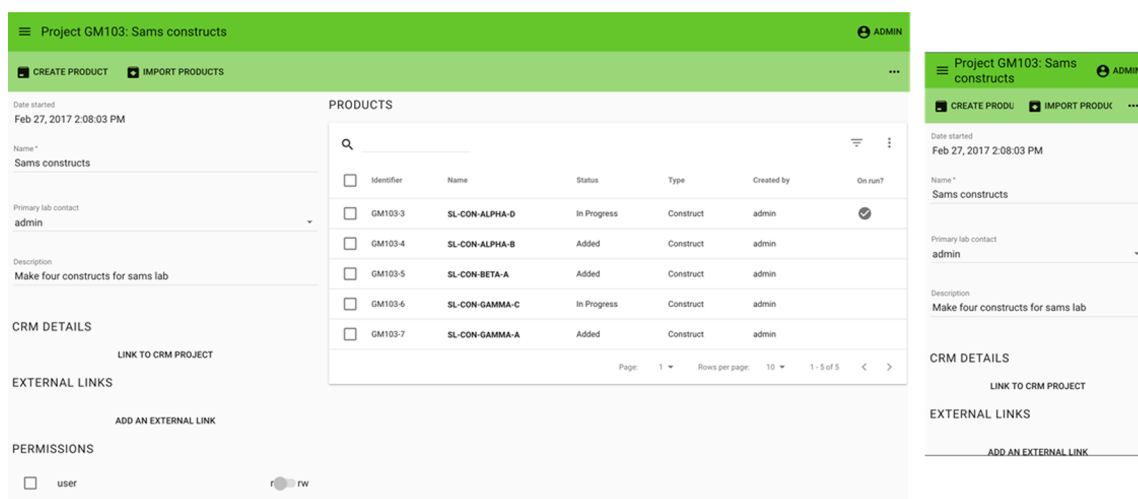 Project GM103: Sams constructs
ADMIN
CREATE PRODUCT
IMPORT PRODUCTS
Date started
Feb 27, 2017 2:08:03 PM
Name *
Sams constructs
Primary lab contact
admin
Description
Make four constructs for sams lab
CRM DETAILS
LINK TO CRM PROJECT
EXTERNAL LINKS
ADD AN EXTERNAL LINK
PERMISSIONS
user r rw
PRODUCTS
Identifier Name Status Type Created by On run?
GM103-3 SL-CON-ALPHA-D In Progress Construct admin
GM103-4 SL-CON-ALPHA-B Added Construct admin
GM103-5 SL-CON-BETA-A Added Construct admin
GM103-6 SL-CON-GAMMA-C In Progress Construct admin
GM103-7 SL-CON-GAMMA-A Added Construct admin
Page: 1 Rows per page: 10 1 - 5 of 5
Project GM103: Sams
constructs
ADMIN
CREATE PRODU
IMPORT PRODUC
Date started
Feb 27, 2017 2:08:03 PM
Name *
Sams constructs
Primary lab contact
admin
Description
Make four constructs for sams lab
CRM DETAILS
LINK TO CRM PROJECT
EXTERNAL LINKS
ADD AN EXTERNAL LINK